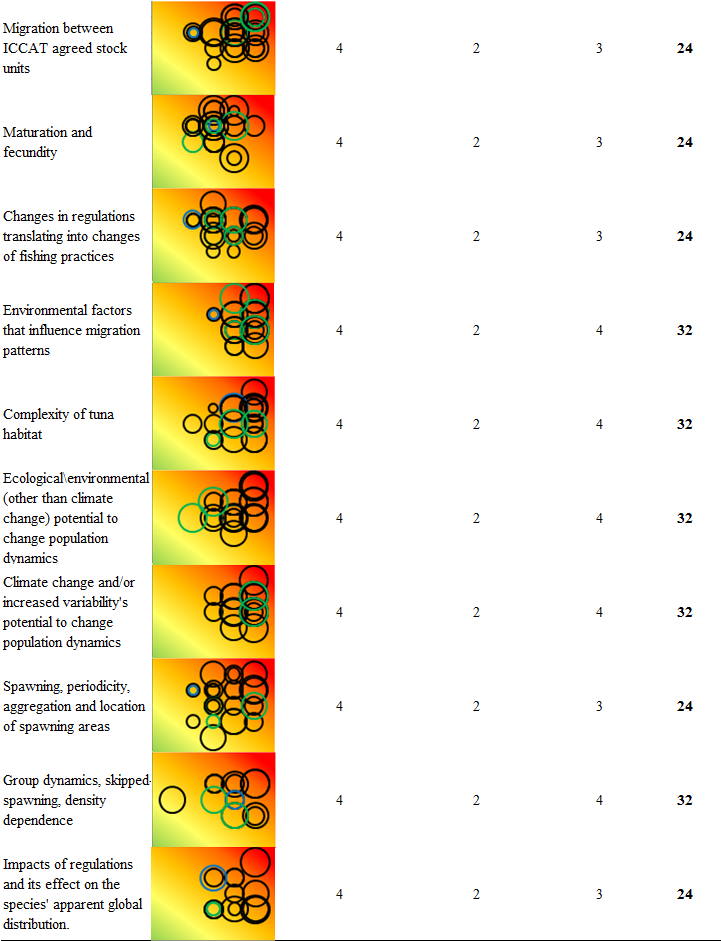 Migration between
ICCAT agreed stock
units
4 2 3 24
Maturation and
fecundity
4 2 3 24
Changes in regulations
translating into changes
of fishing practices
4 2 3 24
Environmental factors
that influence migration
patterns
4 2 4 32
Complexity of tuna
habitat
4 2 4 32
Ecological\environmental
(other than climate
change) potential to
change population
dynamics
4 2 4 32
Climate change and/or
increased variability's
potential to change
population dynamics
4 2 4 32
Spawning, periodicity,
aggregation and location
of spawning areas
4 2 3 24
Group dynamics, skipped-
spawning, density
dependence
4 2 4 32
Impacts of regulations
and its effect on the
species' apparent global
distribution.
4 2 3 24